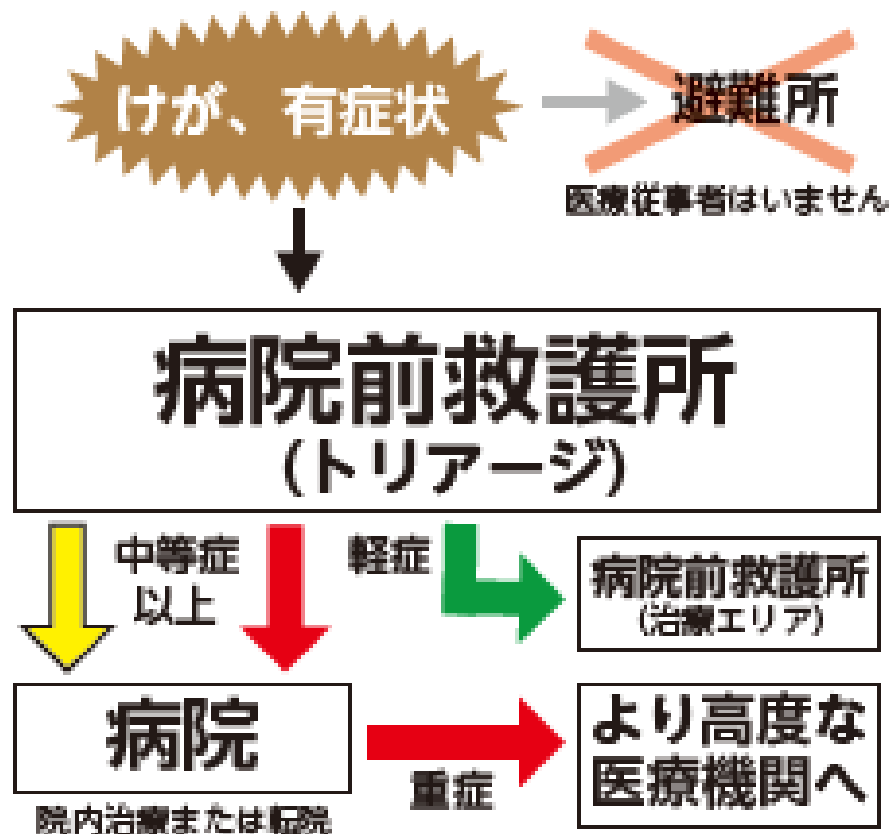 けが、有症状
避難所
医療従事者はいません
病院前救護所
(トリアージ)
中等症
以上
軽症
病院前救護所
(治療エリア)
病院
院内治療または転院
重症
より高度な
医療機関へ